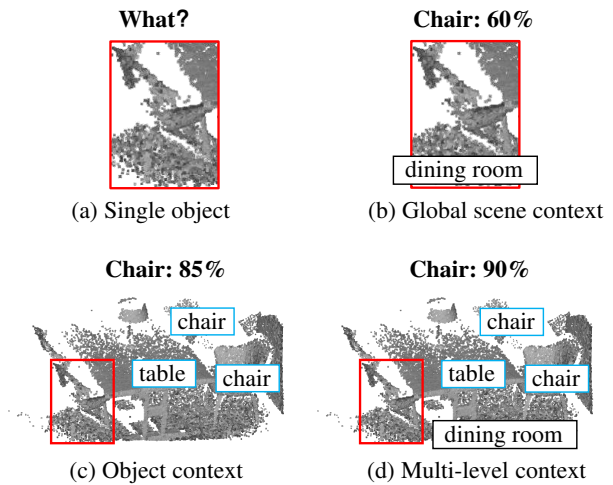 What?
Chair: 60%
dining room
(a) Single object
(b) Global scene context
Chair: 85%
Chair: 90%
chair
table
chair
chair
table
chair
dining room
(c) Object context
(d) Multi-level context